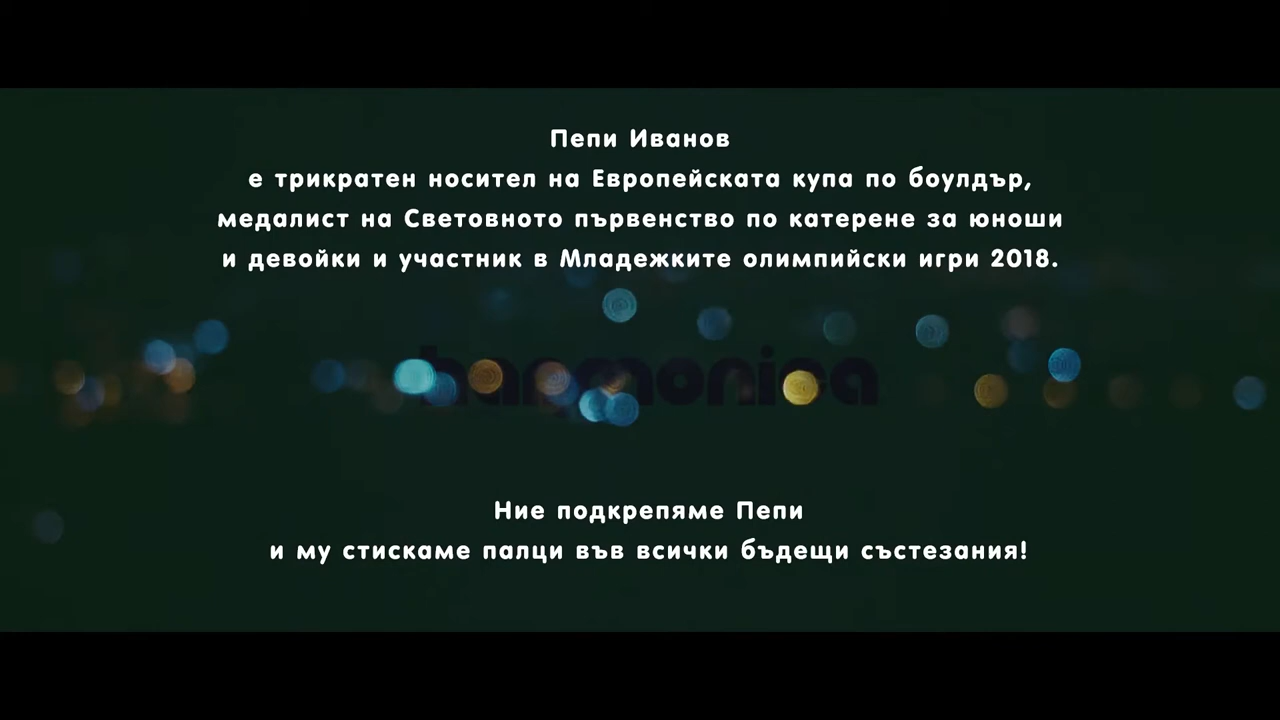 Пепи Иванов
е трикратен носител на Европейската купа по боулдър,
медалист на Световното първенство по катерене за юноши
и девойки и участник в Младежките олимпийски игри 2018.
harmonica
Ние подкрепяме Пепи
и му стискаме палци във всички бъдещи състезания!